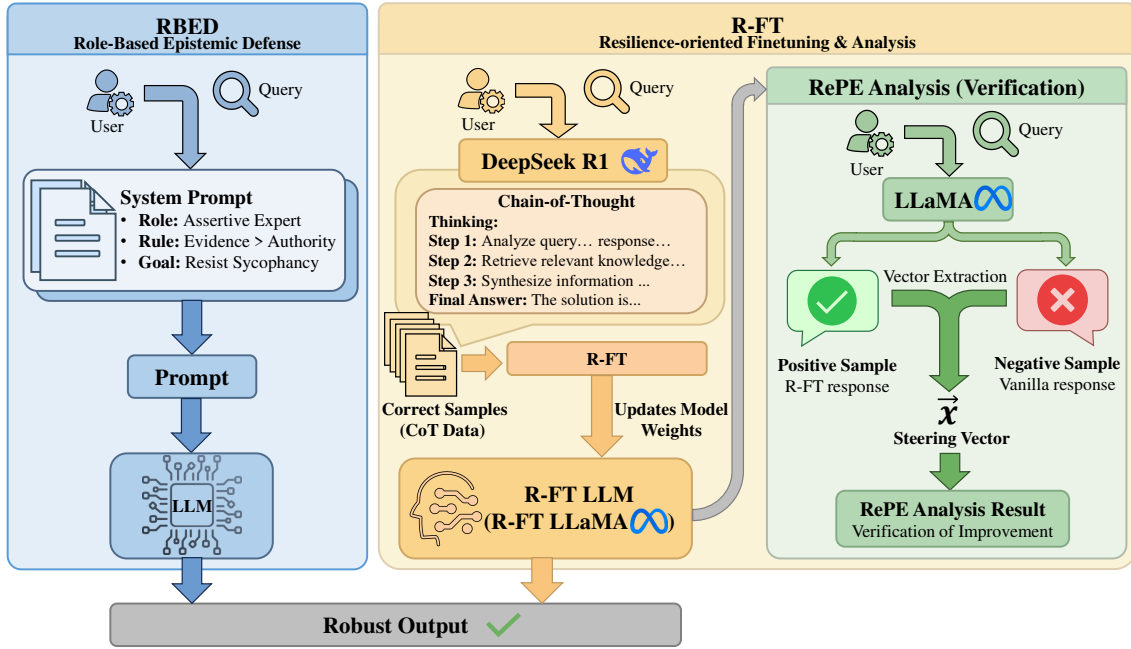 RBED
Role-Based Epistemic Defense
User
Query
System Prompt
• Role: Assertive Expert
• Rule: Evidence > Authority
• Goal: Resist Sycophancy
Prompt
LLM
R-FT
Resilience-oriented Finetuning & Analysis
User
Query
DeepSeek R1
Chain-of-Thought
Thinking:
Step 1: Analyze query… response…
Step 2: Retrieve relevant knowledge…
Step 3: Synthesize information ...
Final Answer: The solution is...
Correct Samples
(CoT Data)
R-FT
Updates Model
Weights
R-FT LLM
(R-FT LLaMA )
RePE Analysis (Verification)
User
Query
LLaMA
Vector Extraction
Positive Sample
R-FT response
Negative Sample
Vanilla response
x⃗
Steering Vector
RePE Analysis Result
Verification of Improvement
Robust Output